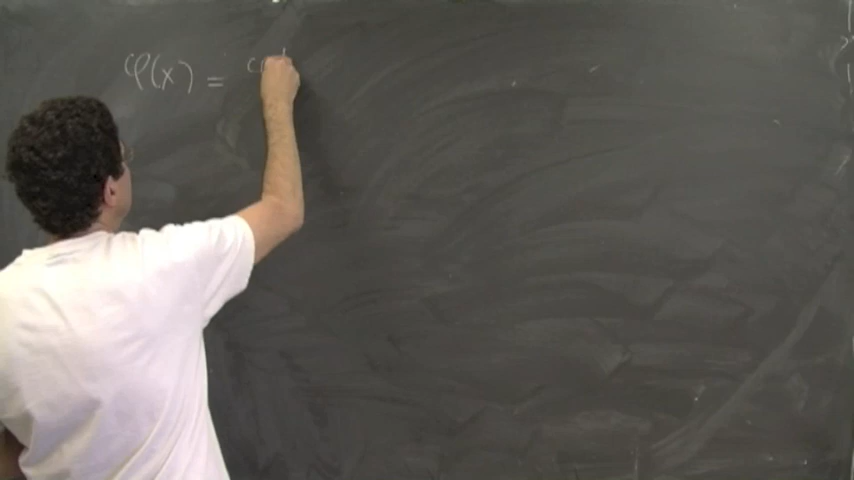 φ(x) =